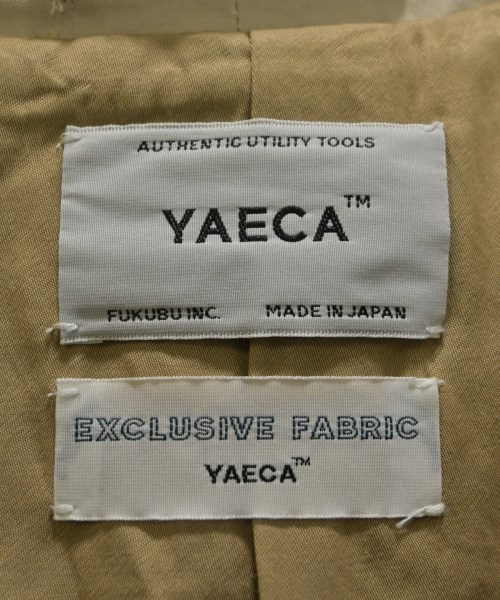 AUTHENTIC UTILITY TOOLS
YAECA™
FUKUBU INC. MADE IN JAPAN
EXCLUSIVE FABRIC
YAECA™